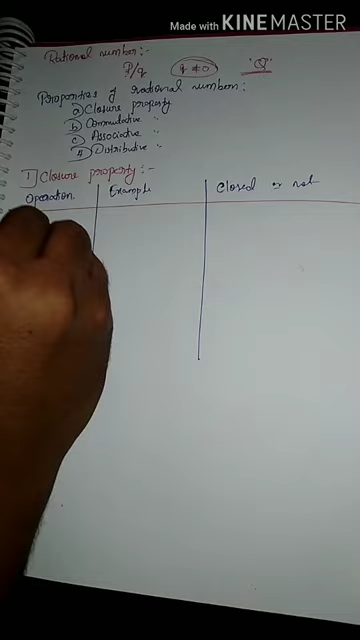 Made with KINEMASTER
Rational number:-
P/q q ≠ 0 "Q"
Properties of rational numbers:
a) Closure property
b) Commutative "
c) Associative "
d) Distributive "
1] Closure property:-
Operation Example Closed or not